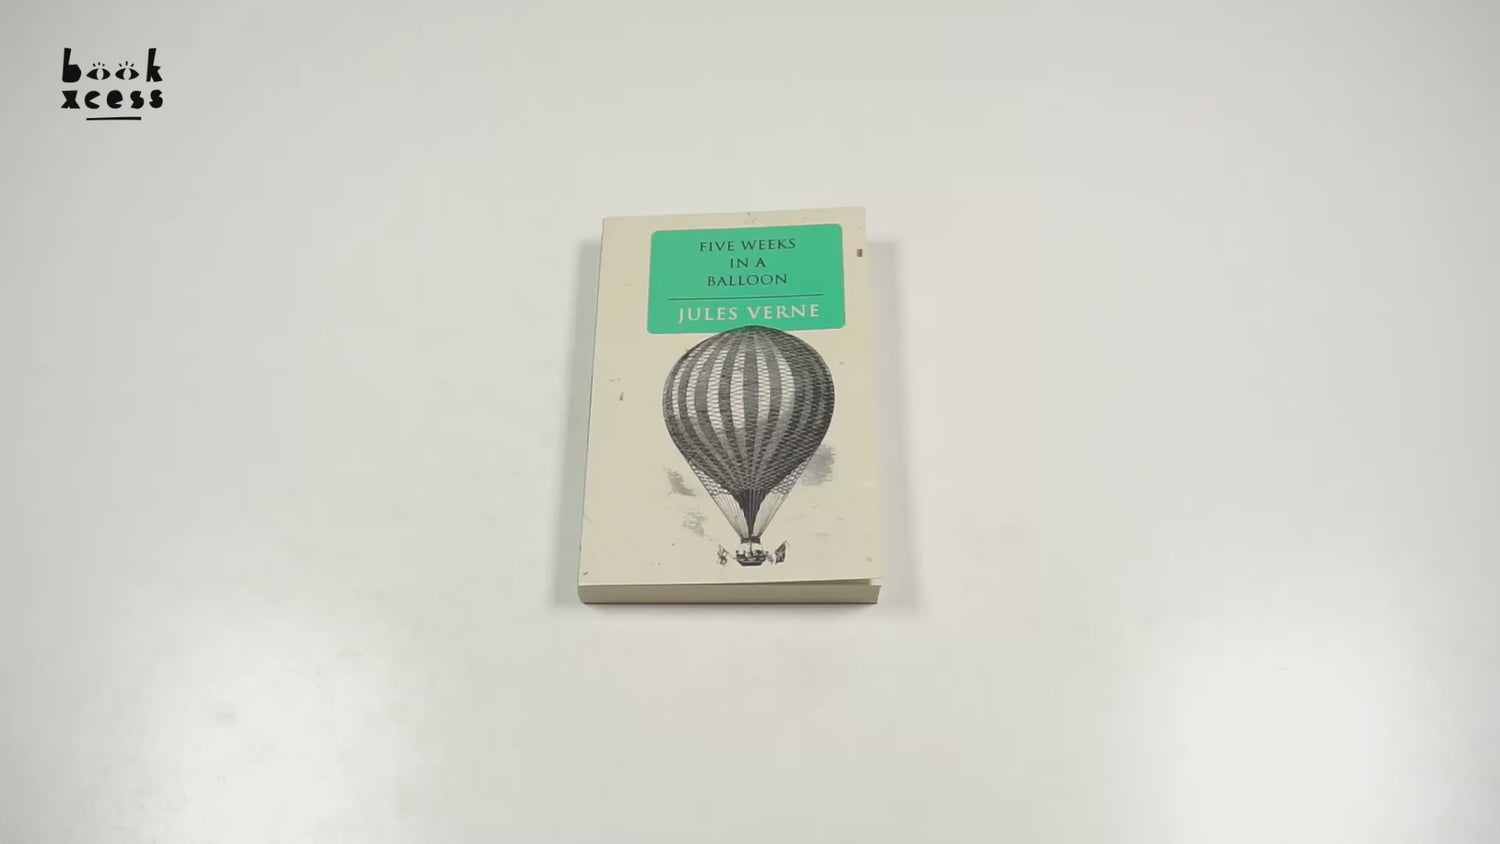 book
xcess
FIVE WEEKS
IN A
BALLOON
JULES VERNE